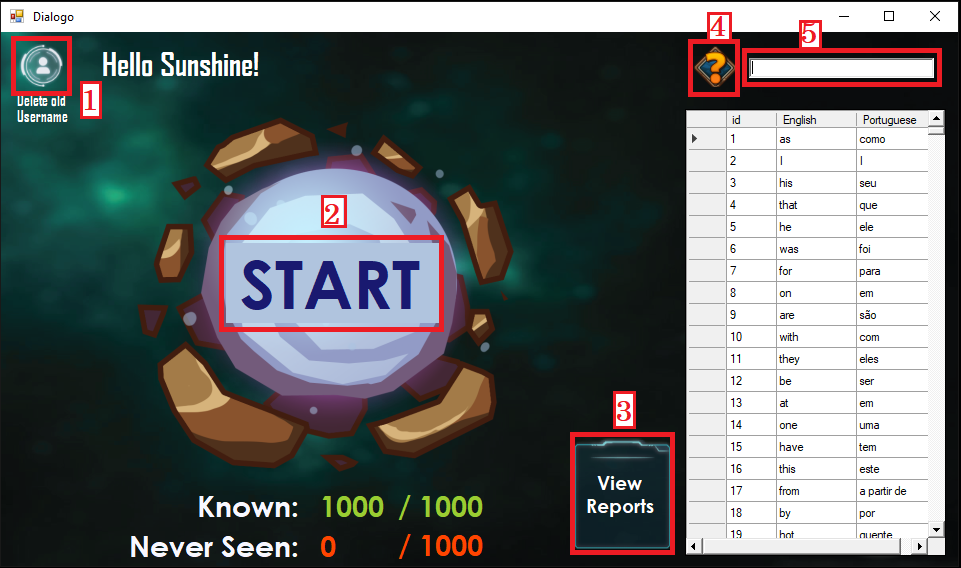 Dialogo
Hello Sunshine!
Delete old
Username
1
4
5
2
START
3
View
Reports
Known: 1000 / 1000
Never Seen: 0 / 1000
id English Portuguese
1 as como
2 I I
3 his seu
4 that que
5 he ele
6 was foi
7 for para
8 on em
9 are são
10 with com
11 they eles
12 be ser
13 at em
14 one uma
15 have tem
16 this este
17 from a partir de
18 by por
19 hot quente